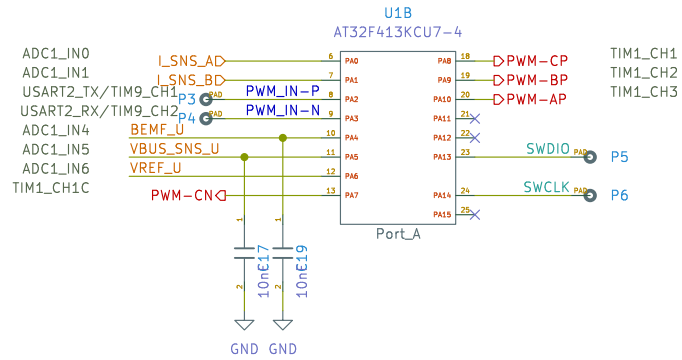 U1B
AT32F413KCU7-4
ADC1_IN0
I_SNS_A
6
PA0
PA8
18
PWM-CP
TIM1_CH1
ADC1_IN1
I_SNS_B
7
PA1
PA9
19
PWM-BP
TIM1_CH2
USART2_TX/TIM9_CH1
P3
PAD
PWM_IN-P
8
PA2
PA10
20
PWM-AP
TIM1_CH3
USART2_RX/TIM9_CH2
P4
PAD
PWM_IN-N
9
PA3
PA11
21
ADC1_IN4
BEMF_U
10
PA4
PA12
22
ADC1_IN5
VBUS_SNS_U
11
PA5
PA13
23
SWDIO
PAD
P5
ADC1_IN6
VREF_U
12
PA6
TIM1_CH1C
PWM-CN
13
PA7
PA14
24
SWCLK
PAD
P6
PA15
25
Port_A
1
1
C17
10n
C19
10n
2
2
GND
GND